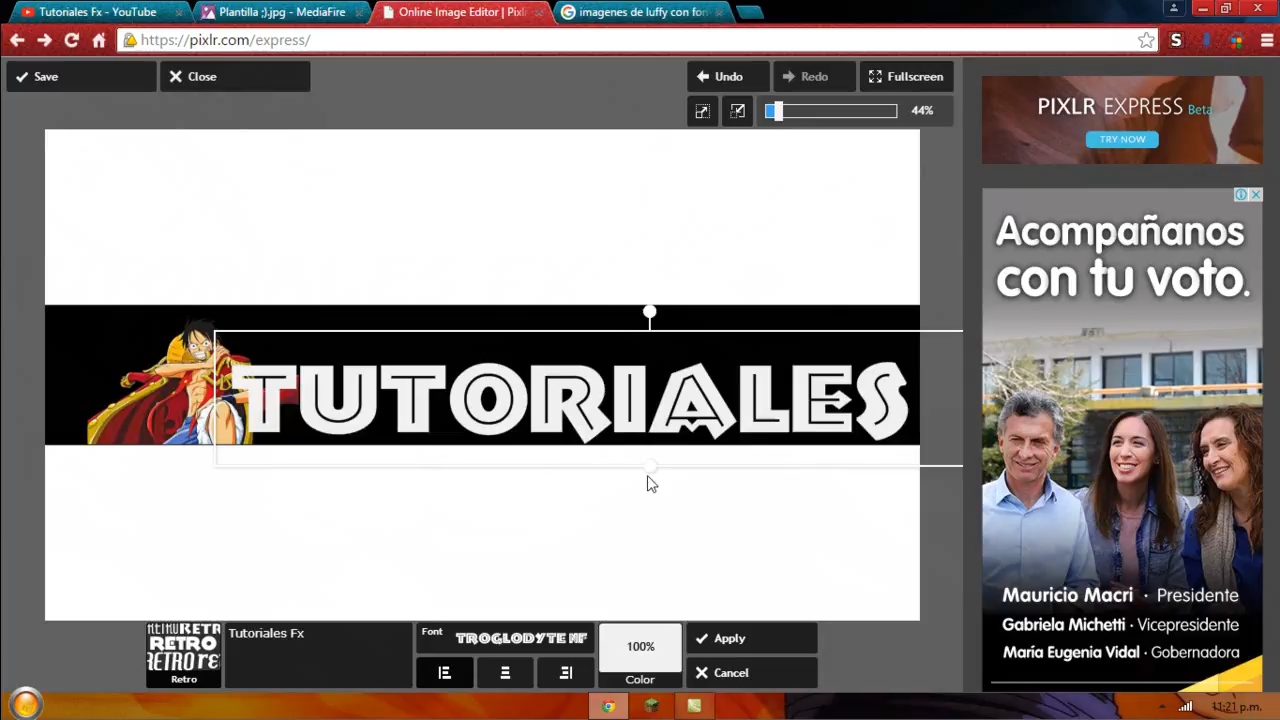 Tutoriales Fx - YouTube
Plantilla ;).jpg - MediaFire
Online Image Editor | Pixl
imagenes de luffy con fon
https://pixlr.com/express/
Save
Close
Undo
Redo
Fullscreen
44%
PIXLR EXPRESS Beta
TRY NOW
Acompañanos
con tu voto.
TUTORIALES
Mauricio Macri · Presidente
Gabriela Michetti · Vicepresidente
María Eugenia Vidal · Gobernadora
RETRO
Retro
Tutoriales Fx
Font
TROGLODYTE NF
100%
Color
Apply
Cancel
11:21 p.m.